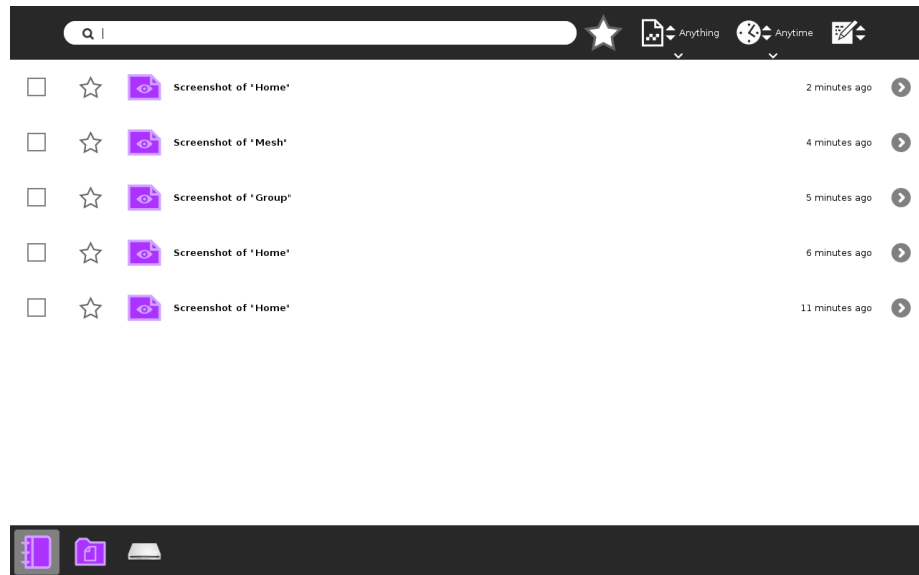 Anything
Anytime
Screenshot of "Home"
2 minutes ago
Screenshot of "Mesh"
4 minutes ago
Screenshot of "Group"
5 minutes ago
Screenshot of "Home"
6 minutes ago
Screenshot of "Home"
11 minutes ago